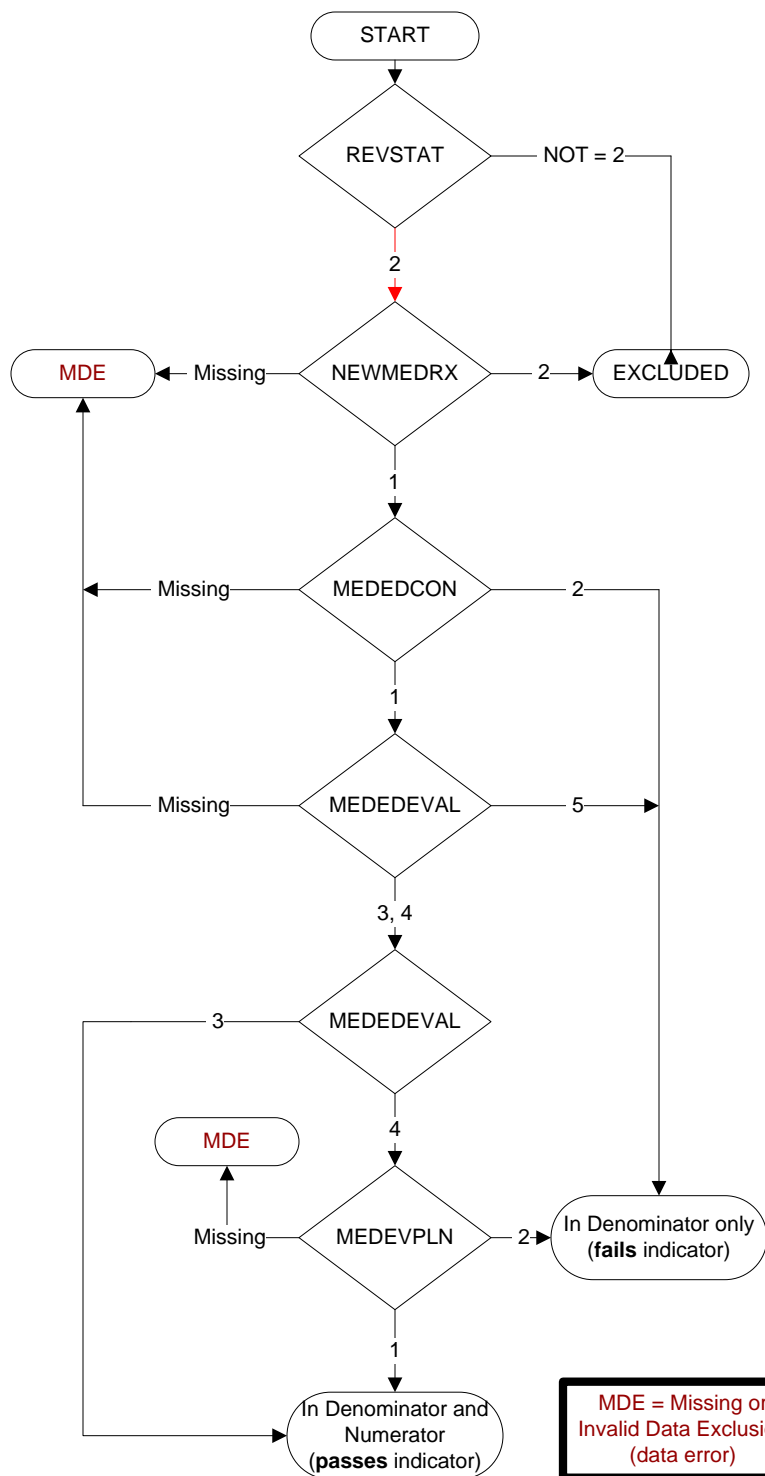 START
REVSTAT
NOT = 2
2
MDE
Missing
NEWMEDRX
2
EXCLUDED
1
Missing
MEDEDCON
2
1
Missing
MEDEDEVAL
5
3, 4
3
MEDEDEVAL
4
MDE
Missing
MEDEVPLN
2
In Denominator only
(fails indicator)
1
In Denominator and
Numerator
(passes indicator)
MDE = Missing or
Invalid Data
(data error)